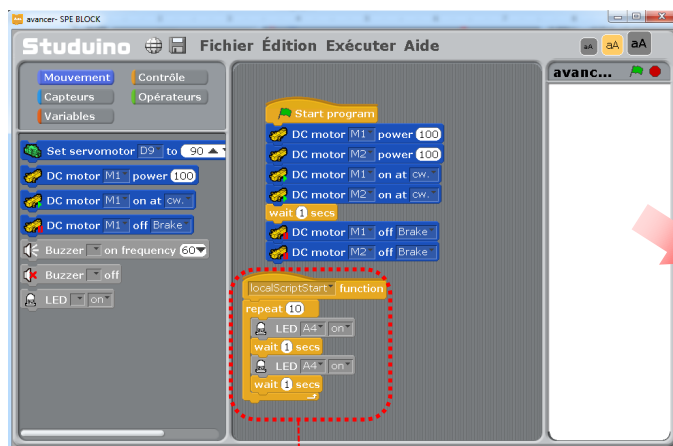 avancer- SPE BLOCK
Studuino Fichier Édition Exécuter Aide
aA aA aA
Mouvement Contrôle
Capteurs Opérateurs
Variables
Set servomotor D9 to 90
DC motor M1 power 100
DC motor M1 on at cw.
DC motor M1 off Brake
Buzzer on frequency 60
Buzzer off
LED on
Start program
DC motor M1 power 100
DC motor M2 power 100
DC motor M1 on at cw.
DC motor M2 on at cw.
wait 1 secs
DC motor M1 off Brake
DC motor M2 off Brake
localScriptStart function
repeat 10
LED A4 on
wait 1 secs
LED A4 on
wait 1 secs
avanc...